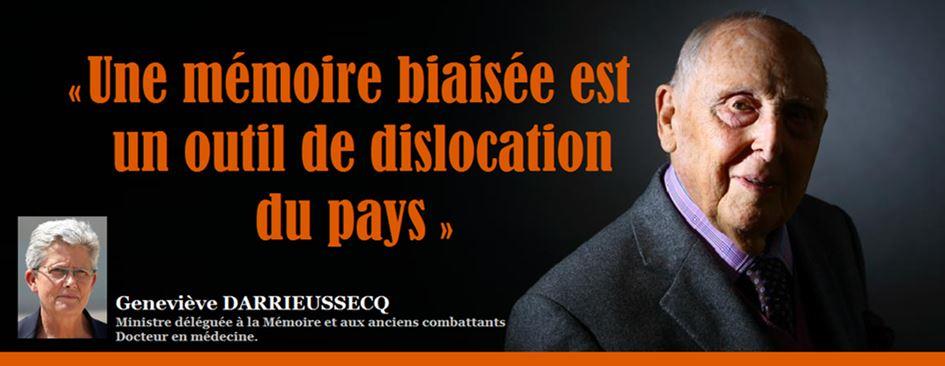 « Une mémoire biaisée est
un outil de dislocation
du pays »
Geneviève DARRIEUSSECQ
Ministre déléguée à la Mémoire et aux anciens combattants
Docteur en médecine.